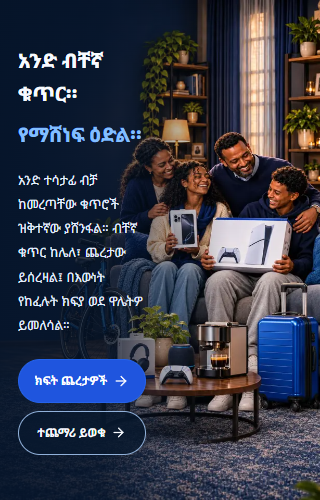 አንድ ብቸኛ
ቁጥር።
የማሸነፍ ዕድል።
አንድ ተሳታፊ ብቻ
ከመረጣቸው ቁጥሮች
ዝቅተኛው ያሸንፋል። ብቸኛ
ቁጥር ከሌለ፣ ጨረታው
ይሰረዛል፤ በእውነት
የከፈሉት ክፍያ ወደ ዋሌትዎ
ይመለሳል።
ክፍት ጨረታዎች →
ተጨማሪ ይወቁ →